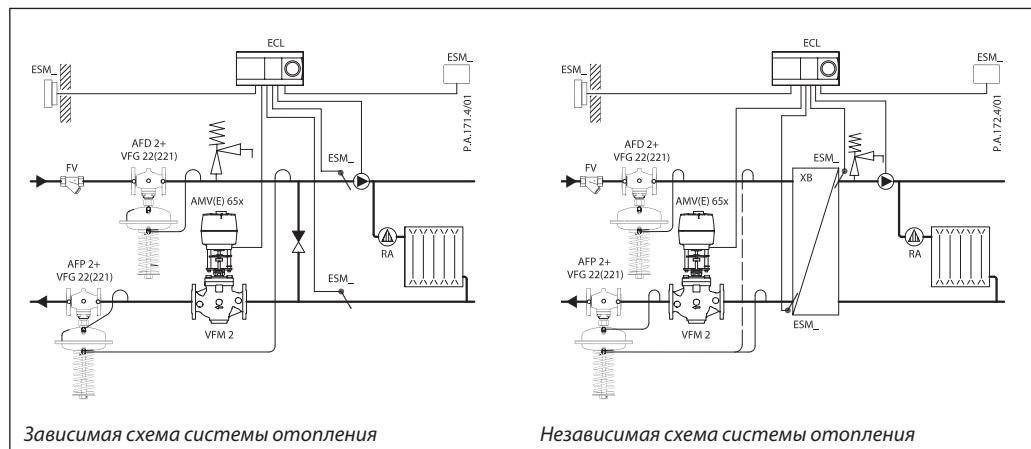 ECL
ESM_
ESM_
P.A.171.4/01
AFD 2+
VFG 22(221)
FV
ESM_
AMV(E) 65x
RA
AFP 2+
VFG 22(221)
ESM_
VFM 2
Зависимая схема системы отопления
ECL
ESM_
ESM_
P.A.172.4/01
AFD 2+
VFG 22(221)
FV
ESM_
XB
AMV(E) 65x
RA
AFP 2+
VFG 22(221)
ESM_
VFM 2
Независимая схема системы отопления